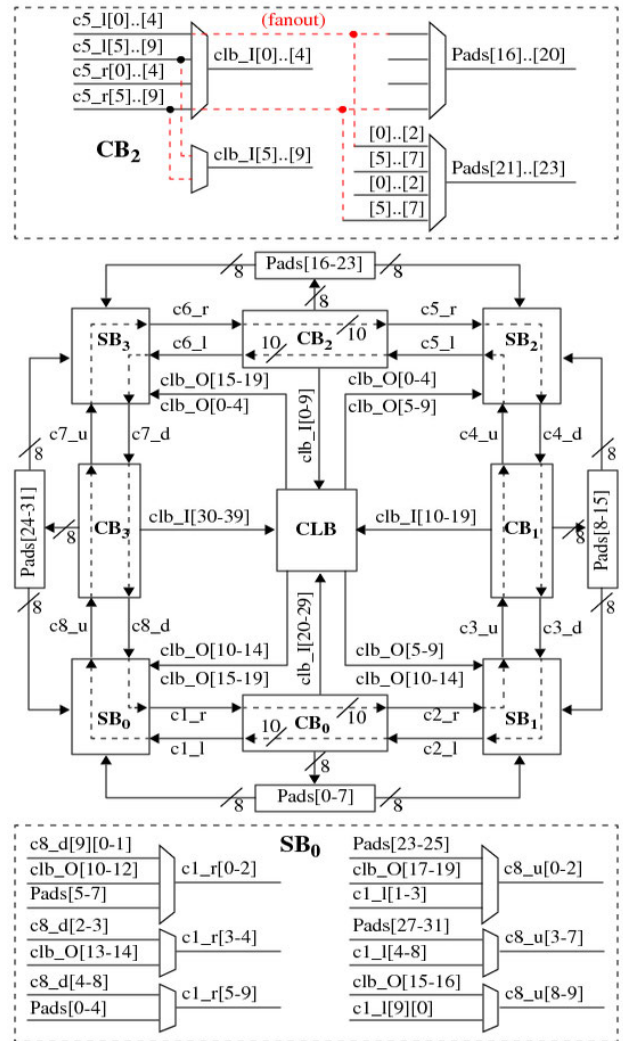 c5_l[0]..[4]
(fanout)
c5_l[5]..[9]
clb_I[0]..[4]
Pads[16]..[20]
c5_r[0]..[4]
c5_r[5]..[9]
CB2
clb_I[5]..[9]
[0]..[2]
[5]..[7]
Pads[21]..[23]
[0]..[2]
[5]..[7]
Pads[16-23]
8
8
8
c6_r
c5_r
SB3
CB2
SB2
10
10
c6_l
c5_l
clb_O[15-19]
clb_O[0-4]
clb_O[0-4]
clb_O[5-9]
clb_I[0-9]
c7_u
c7_d
c4_u
c4_d
8
8
Pads[24-31]
8
CB3
clb_I[30-39]
CLB
clb_I[10-19]
CB1
8
Pads[8-15]
8
8
c8_u
c8_d
clb_I[20-29]
c3_u
c3_d
clb_O[10-14]
clb_O[5-9]
clb_O[15-19]
clb_O[10-14]
SB0
c1_r
c2_r
SB1
10
CB0
10
c1_l
c2_l
8
8
Pads[0-7]
8
SB0
c8_d[9][0-1]
clb_O[10-12]
c1_r[0-2]
Pads[5-7]
c8_d[2-3]
clb_O[13-14]
c1_r[3-4]
c8_d[4-8]
Pads[0-4]
c1_r[5-9]
Pads[23-25]
clb_O[17-19]
c8_u[0-2]
c1_l[1-3]
Pads[27-31]
c1_l[4-8]
c8_u[3-7]
clb_O[15-16]
c1_l[9][0]
c8_u[8-9]